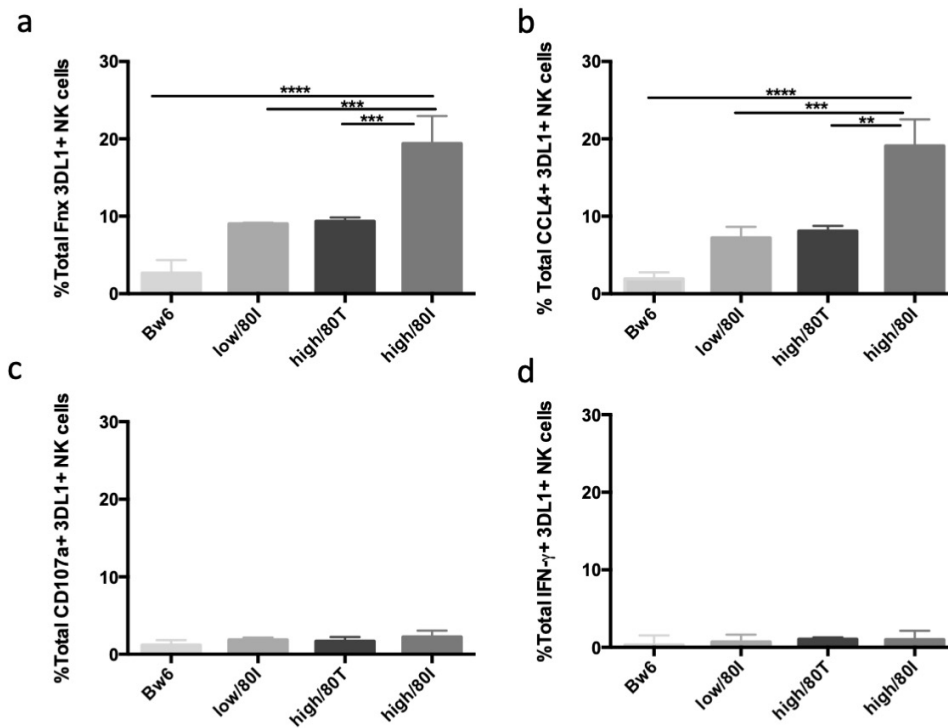 a
%Total Fnx 3DL1+ NK cells
30
20
10
0
****
***
***
Bw6
low/80I
high/80T
high/80I
b
% Total CCL4+ 3DL1+ NK cells
30
20
10
0
****
***
**
Bw6
low/80I
high/80T
high/80I
c
%Total CD107a+ 3DL1+ NK cells
30
20
10
0
Bw6
low/80I
high/80T
high/80I
d
%Total IFN-γ+ 3DL1+ NK cells
30
20
10
0
Bw6
low/80I
high/80T
high/80I